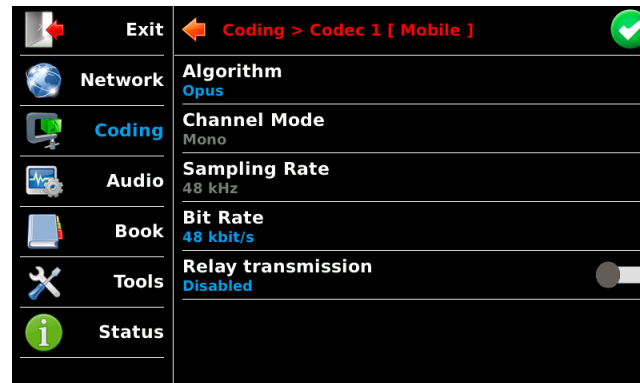 Exit
Network
Coding
Audio
Book
Tools
Status
Coding > Codec 1 [ Mobile ]
Algorithm
Opus
Channel Mode
Mono
Sampling Rate
48 kHz
Bit Rate
48 kbit/s
Relay transmission
Disabled